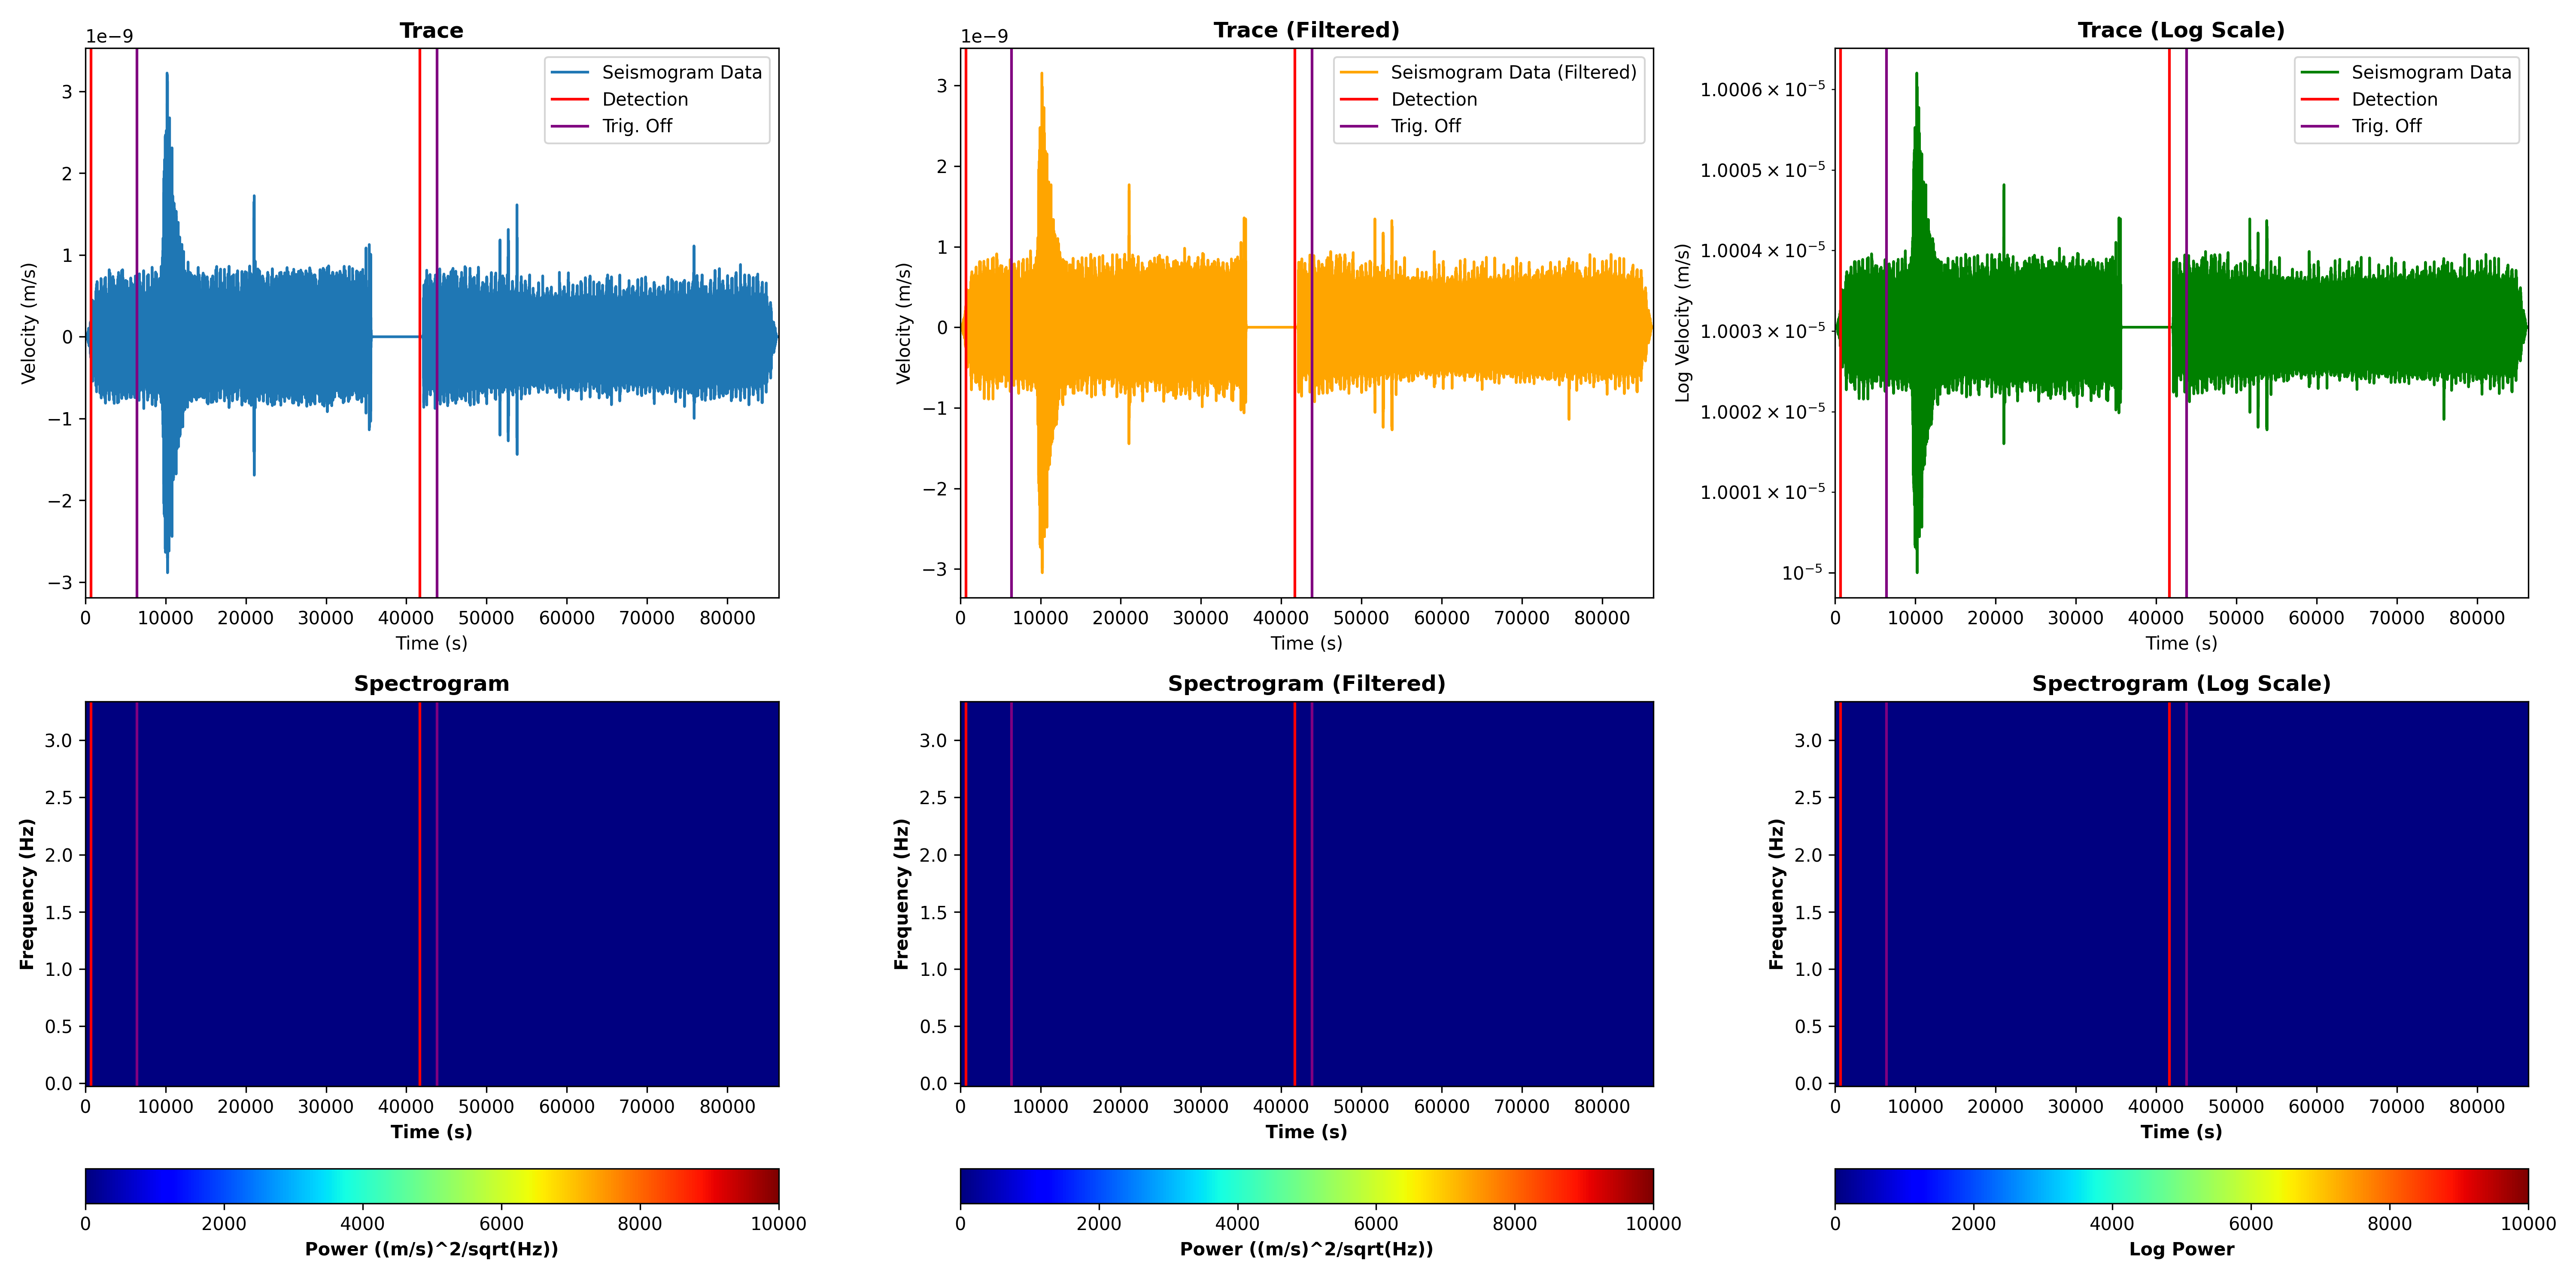 Trace
1e−9
Velocity (m/s)
3
2
1
0
−1
−2
−3
Seismogram Data
Detection
Trig. Off
0 10000 20000 30000 40000 50000 60000 70000 80000
Time (s)
Trace (Filtered)
1e−9
Velocity (m/s)
3
2
1
0
−1
−2
−3
Seismogram Data (Filtered)
Detection
Trig. Off
0 10000 20000 30000 40000 50000 60000 70000 80000
Time (s)
Trace (Log Scale)
Log Velocity (m/s)
1.0006 × 10⁻⁵
1.0005 × 10⁻⁵
1.0004 × 10⁻⁵
1.0003 × 10⁻⁵
1.0002 × 10⁻⁵
1.0001 × 10⁻⁵
10⁻⁵
Seismogram Data
Detection
Trig. Off
0 10000 20000 30000 40000 50000 60000 70000 80000
Time (s)
Spectrogram
Frequency (Hz)
3.0
2.5
2.0
1.5
1.0
0.5
0.0
0 10000 20000 30000 40000 50000 60000 70000 80000
Time (s)
0 2000 4000 6000 8000 10000
Power ((m/s)^2/sqrt(Hz))
Spectrogram (Filtered)
Frequency (Hz)
3.0
2.5
2.0
1.5
1.0
0.5
0.0
0 10000 20000 30000 40000 50000 60000 70000 80000
Time (s)
0 2000 4000 6000 8000 10000
Power ((m/s)^2/sqrt(Hz))
Spectrogram (Log Scale)
Frequency (Hz)
3.0
2.5
2.0
1.5
1.0
0.5
0.0
0 10000 20000 30000 40000 50000 60000 70000 80000
Time (s)
0 2000 4000 6000 8000 10000
Log Power